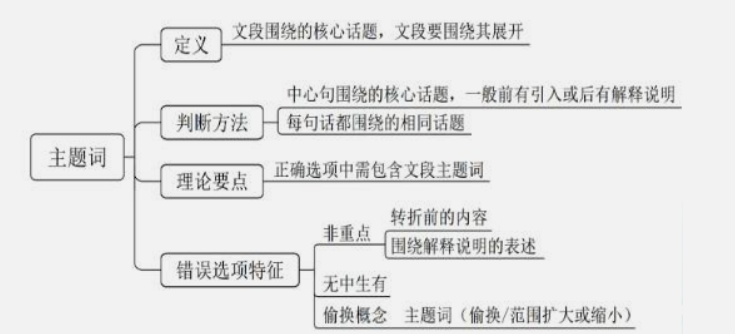 主题词
定义
文段围绕的核心话题，文段要围绕其展开
判断方法
中心句围绕的核心话题，一般前有引入或后有解释说明
每句话都围绕的相同话题
理论要点
正确选项中需包含文段主题词
错误选项特征
非重点
转折前的内容
围绕解释说明的表述
无中生有
偷换概念 主题词（偷换/范围扩大或缩小）